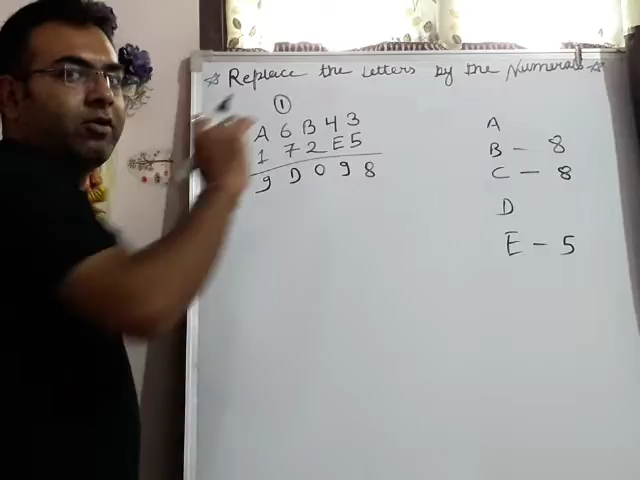 ☆ Replace the Letters by the Numerals ☆
①
A 6 B 4 3
1 7 2 E 5
9 D 0 9 8
A
B - 8
C - 8
D
E - 5